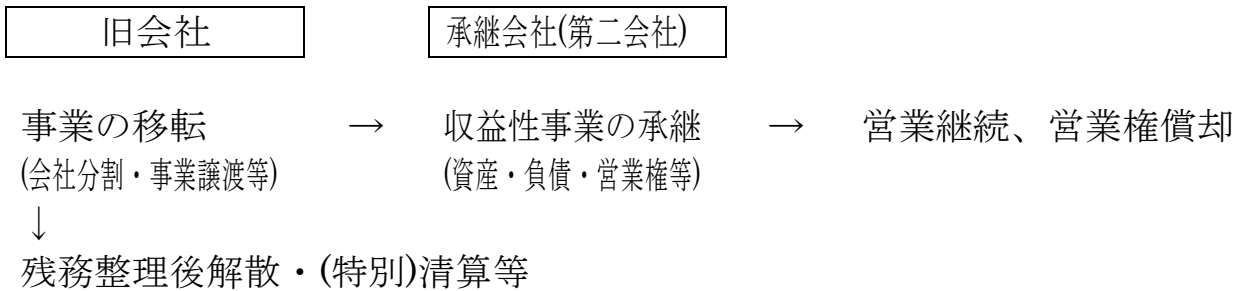 旧会社 承継会社(第二会社)
事業の移転 → 収益性事業の承継 → 営業継続、営業権償却
(会社分割・事業譲渡等) (資産・負債・営業権等)
↓
残務整理後解散・(特別)清算等